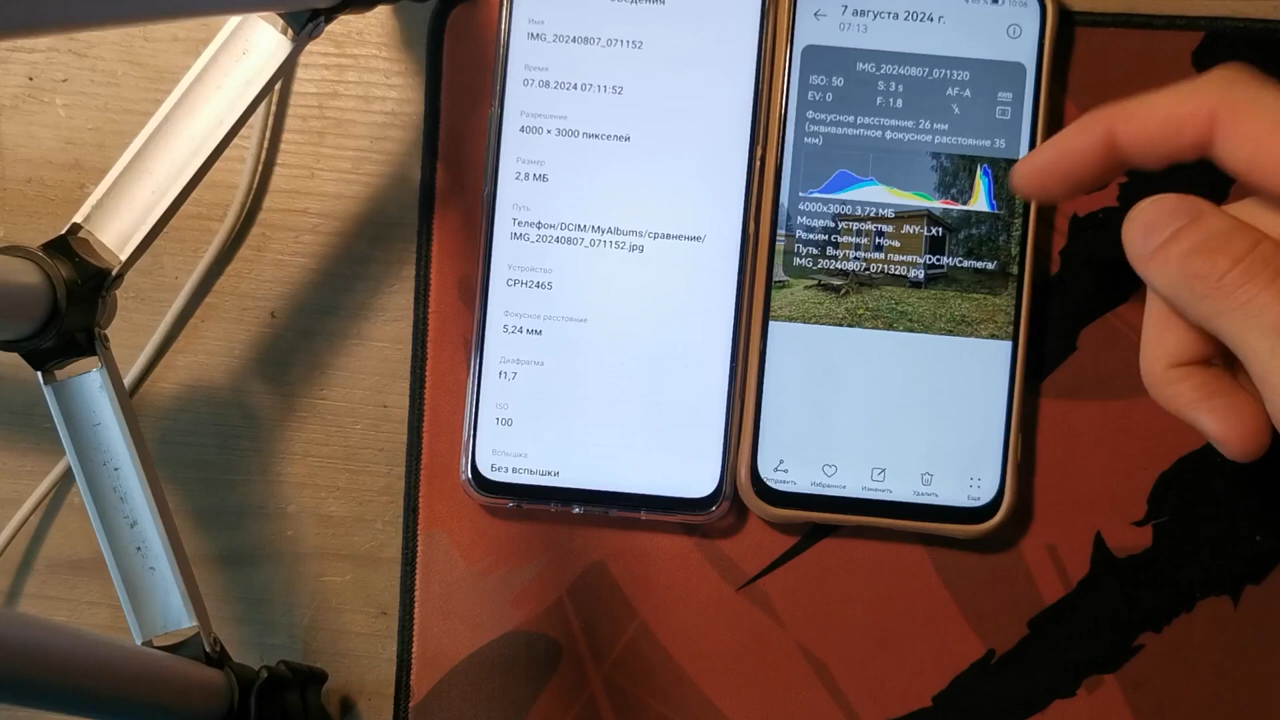 Имя
IMG_20240807_071152
Время
07.08.2024 07:11:52
Разрешение
4000 × 3000 пикселей
Размер
2,8 МБ
Путь
Телефон/DCIM/MyAlbums/сравнение/
IMG_20240807_071152.jpg
Устройство
CPH2465
Фокусное расстояние
5,24 мм
Диафрагма
f1,7
ISO
100
Вспышка
Без вспышки
10:06
7 августа 2024 г.
07:13
IMG_20240807_071320
ISO: 50 S: 3 s AF-A AWB
EV: 0 F: 1.8
Фокусное расстояние: 26 мм
(эквивалентное фокусное расстояние 35
мм)
4000x3000 3,72 МБ
Модель устройства: JNY-LX1
Режим съемки: Ночь
Путь: Внутренняя память/DCIM/Camera/
IMG_20240807_071320.jpg
Отправить Избранное Изменить Удалить Еще